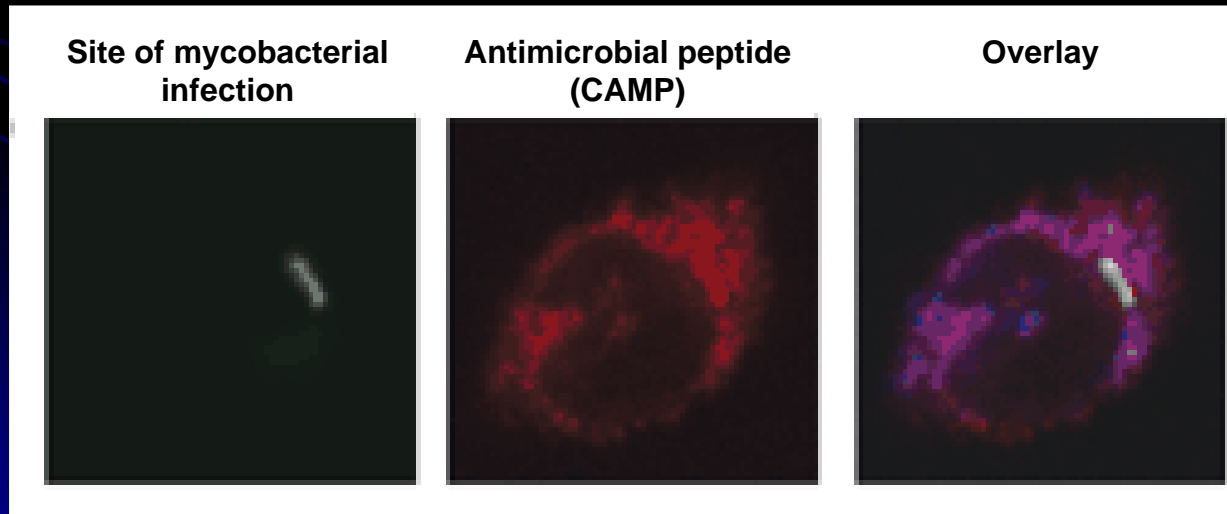 Site of mycobacterial
infection
Antimicrobial peptide
(CAMP)
Overlay